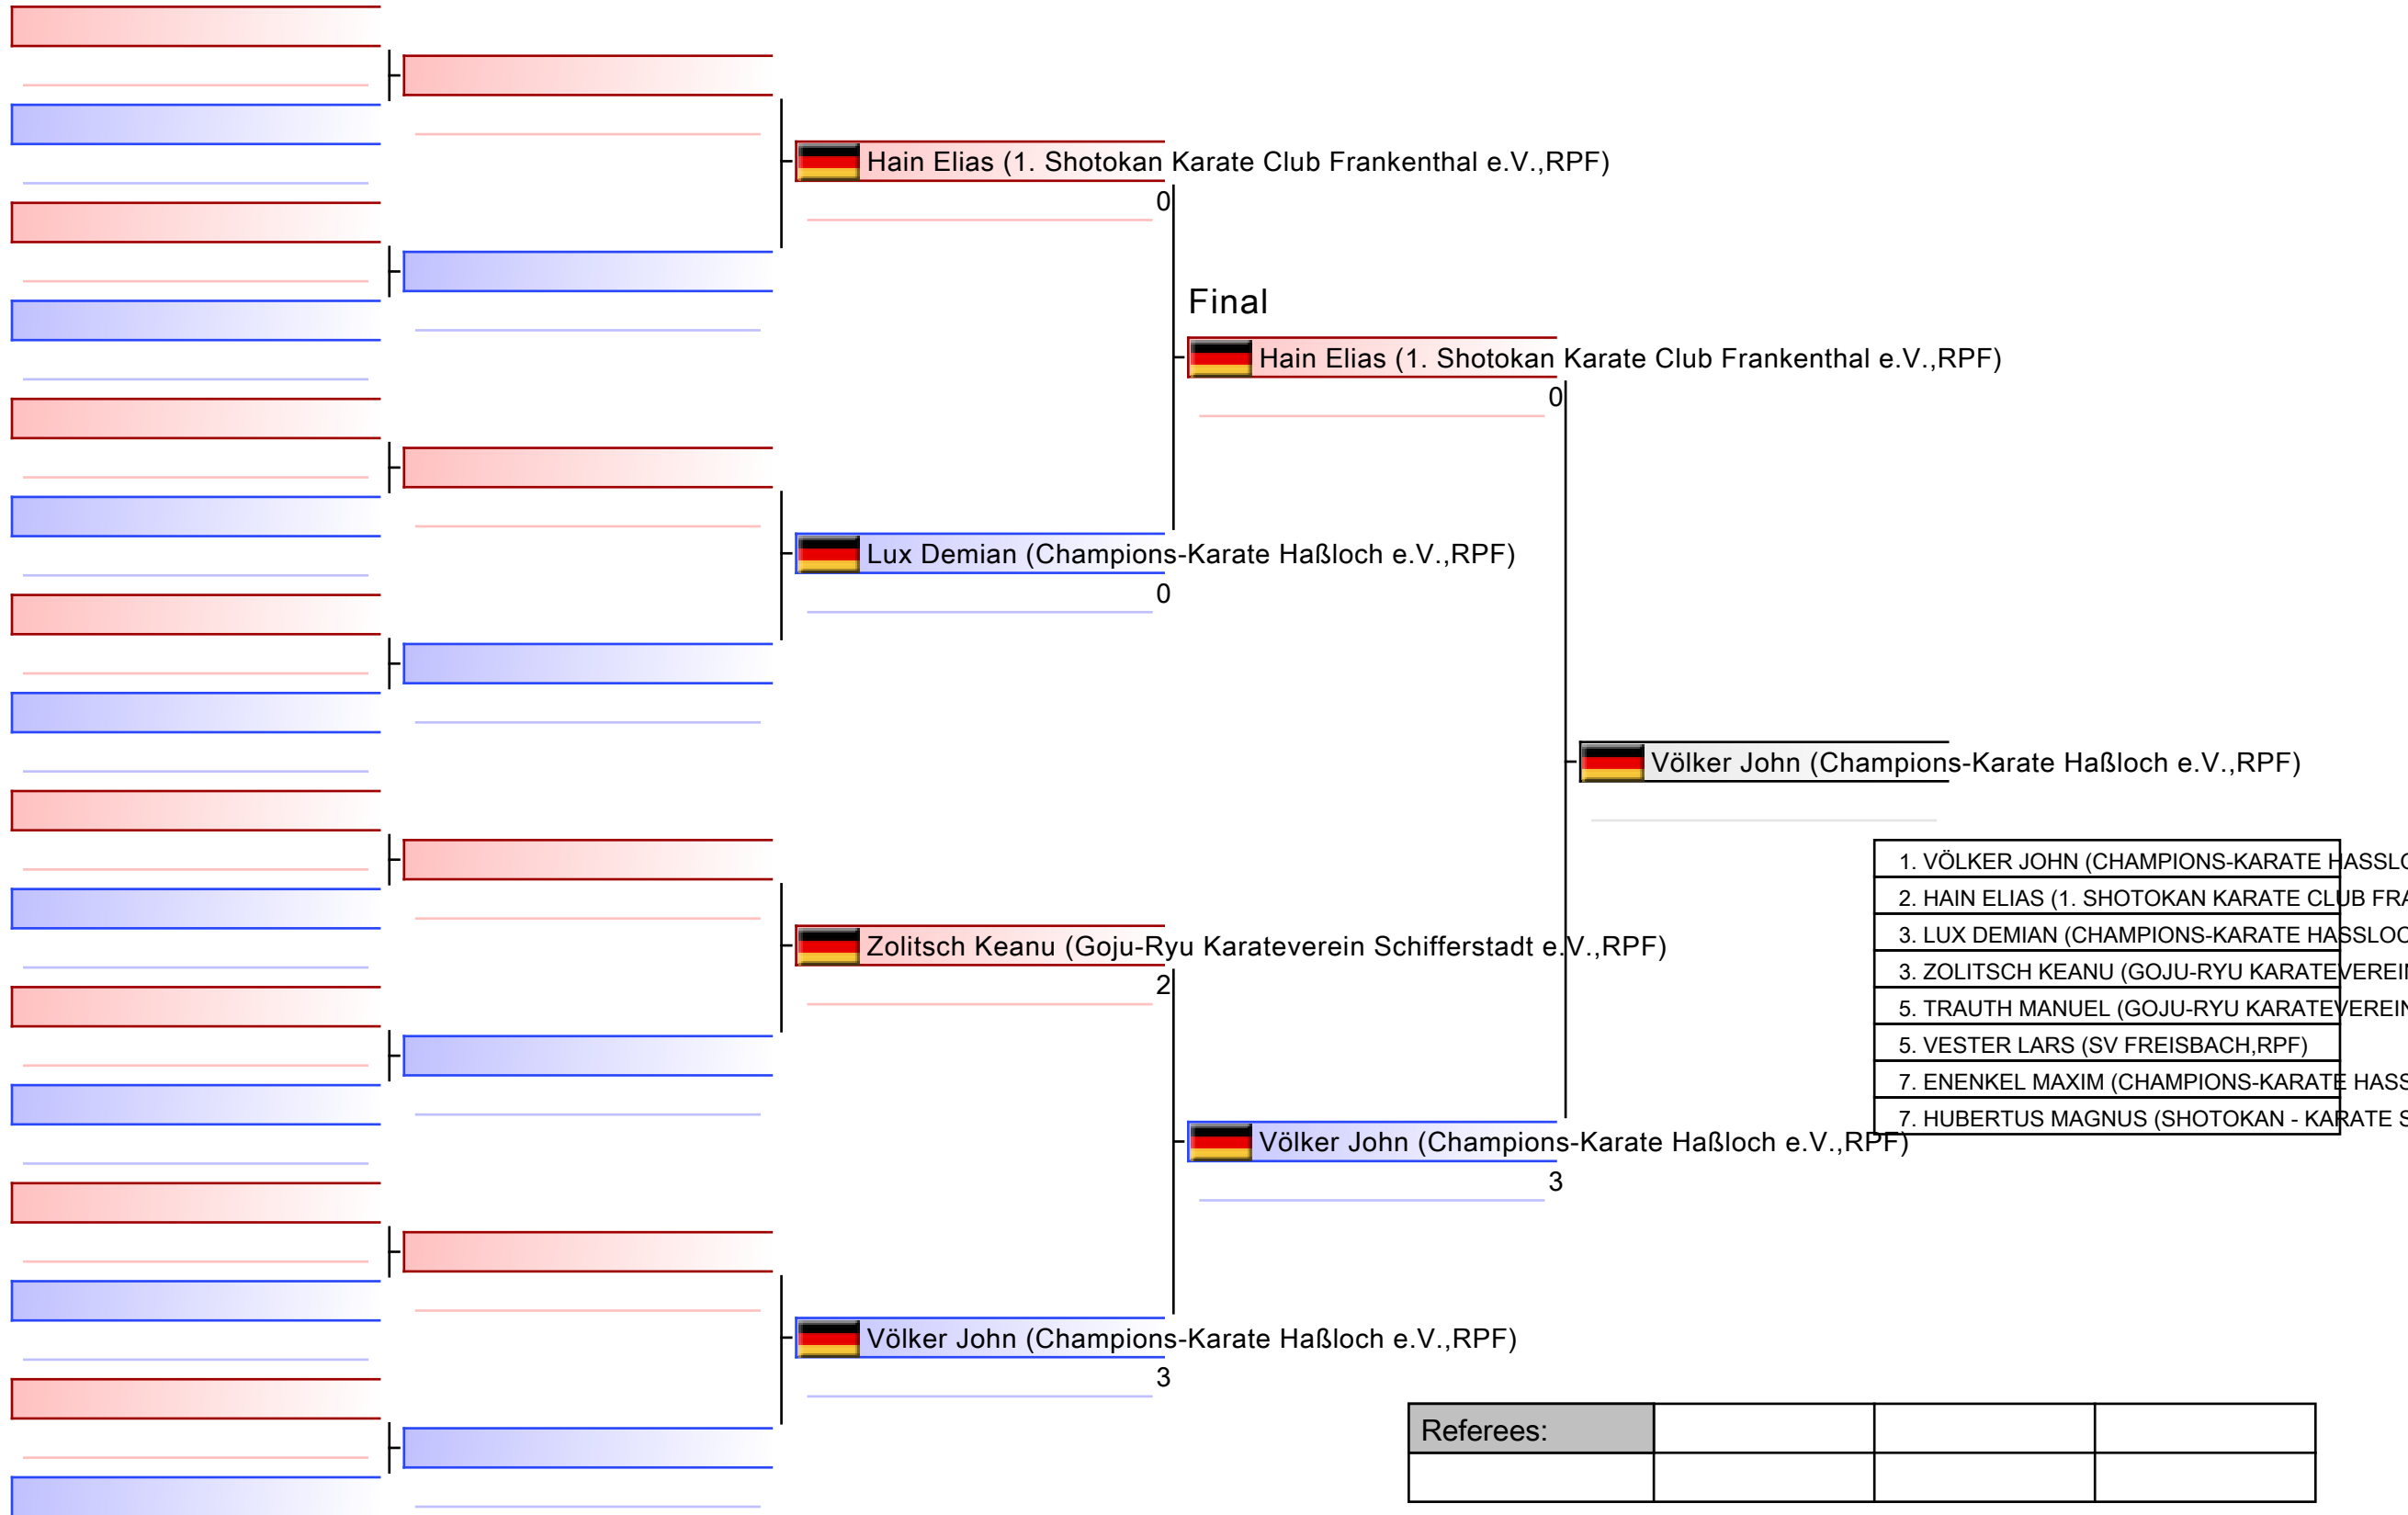 Hain Elias (1. Shotokan Karate Club Frankenthal e.V.,RPF)
0
Final
Hain Elias (1. Shotokan Karate Club Frankenthal e.V.,RPF)
0
Lux Demian (Champions-Karate Haßloch e.V.,RPF)
0
Völker John (Champions-Karate Haßloch e.V.,RPF)
1. VÖLKER JOHN (CHAMPIONS-KARATE HASSLO
2. HAIN ELIAS (1. SHOTOKAN KARATE CLUB FRA
3. LUX DEMIAN (CHAMPIONS-KARATE HASSLOC
3. ZOLITSCH KEANU (GOJU-RYU KARATEVEREIN
5. TRAUTH MANUEL (GOJU-RYU KARATEVEREIN
5. VESTER LARS (SV FREISBACH,RPF)
7. ENENKEL MAXIM (CHAMPIONS-KARATE HASS
7. HUBERTUS MAGNUS (SHOTOKAN - KARATE S
Zolitsch Keanu (Goju-Ryu Karateverein Schifferstadt e.V.,RPF)
2
Völker John (Champions-Karate Haßloch e.V.,RPF)
3
Völker John (Champions-Karate Haßloch e.V.,RPF)
3
Referees: